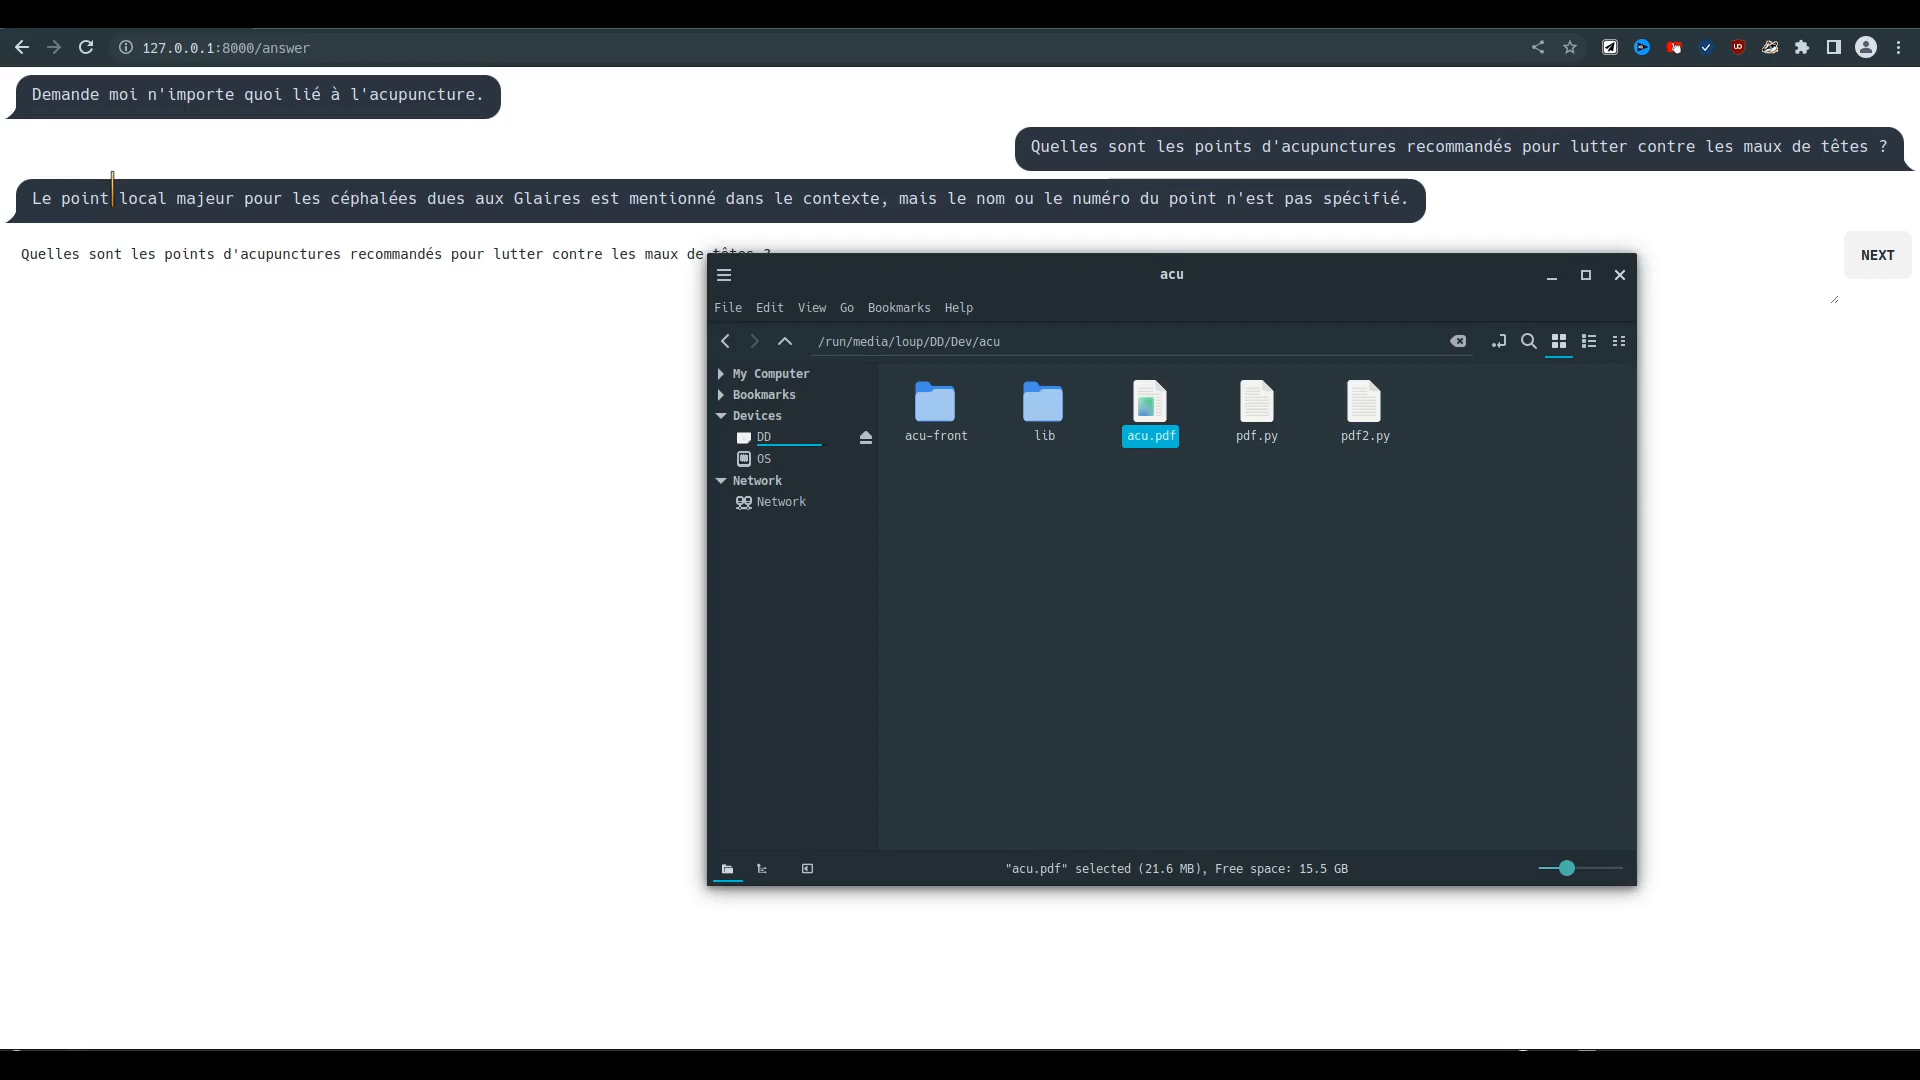 127.0.0.1:8000/answer
Demande moi n'importe quoi lié à l'acupuncture.
Quelles sont les points d'acupunctures recommandés pour lutter contre les maux de têtes ?
Le point local majeur pour les céphalées dues aux Glaires est mentionné dans le contexte, mais le nom ou le numéro du point n'est pas spécifié.
Quelles sont les points d'acupunctures recommandés pour lutter contre les maux de têtes ?
NEXT
acu
File Edit View Go Bookmarks Help
/run/media/loup/DD/Dev/acu
My Computer
Bookmarks
Devices
DD
OS
Network
Network
acu-front lib acu.pdf pdf.py pdf2.py
"acu.pdf" selected (21.6 MB), Free space: 15.5 GB